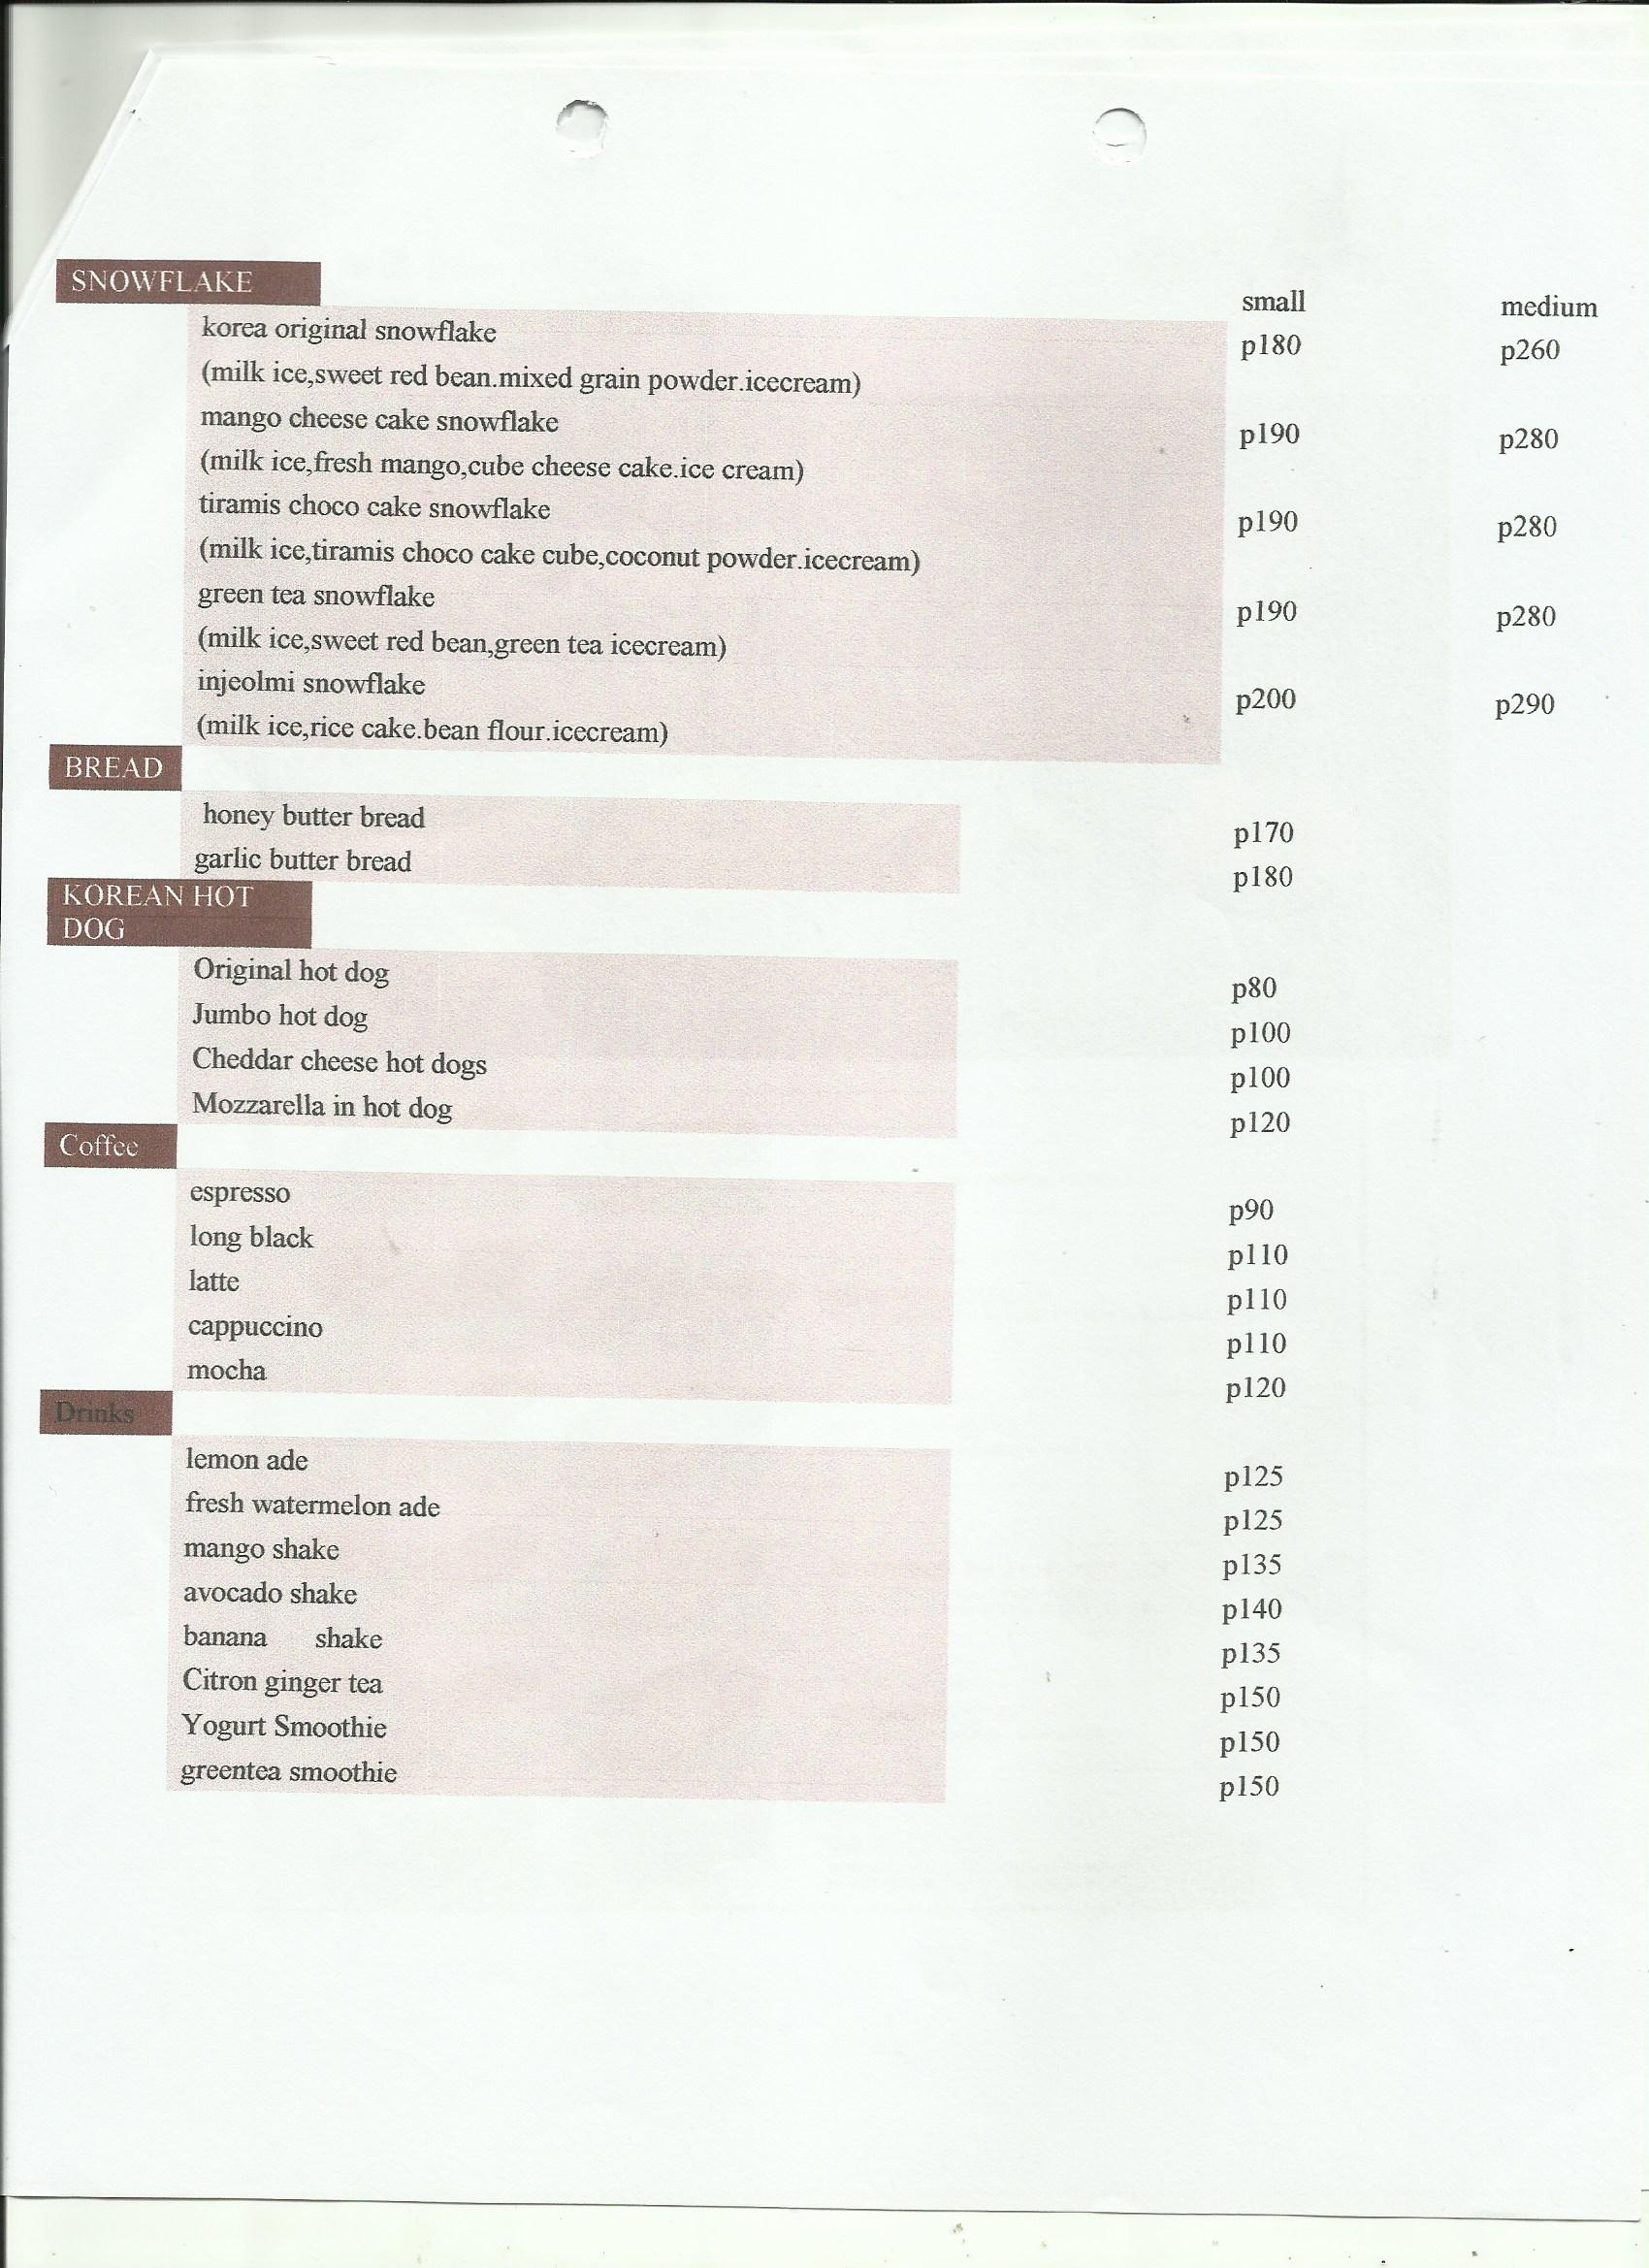 SNOWFLAKE small medium
korea original snowflake p180 p260
(milk ice,sweet red bean.mixed grain powder.icecream)
mango cheese cake snowflake p190 p280
(milk ice,fresh mango,cube cheese cake.ice cream)
tiramis choco cake snowflake p190 p280
(milk ice,tiramis choco cake cube,coconut powder.icecream)
green tea snowflake p190 p280
(milk ice,sweet red bean,green tea icecream)
injeolmi snowflake p200 p290
(milk ice,rice cake.bean flour.icecream)
BREAD
honey butter bread p170
garlic butter bread p180
KOREAN HOT
DOG
Original hot dog p80
Jumbo hot dog p100
Cheddar cheese hot dogs p100
Mozzarella in hot dog p120
Coffee
espresso p90
long black p110
latte p110
cappuccino p110
mocha p120
Drinks
lemon ade p125
fresh watermelon ade p125
mango shake p135
avocado shake p140
banana shake p135
Citron ginger tea p150
Yogurt Smoothie p150
greentea smoothie p150